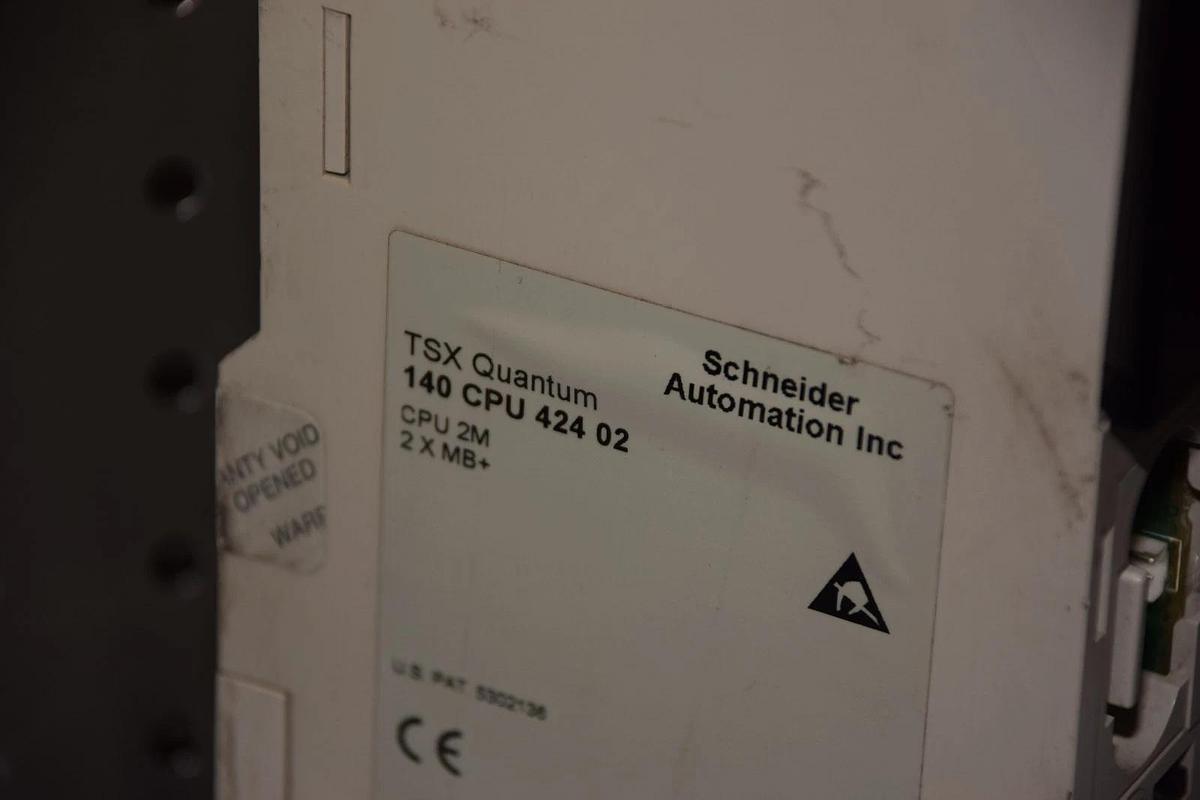 TSX Quantum
140 CPU 424 02
CPU 2M
2 X MB+
Schneider
Automation Inc
ANTY VOID
OPENED
WARR
U.S. PAT. 5302136
CE